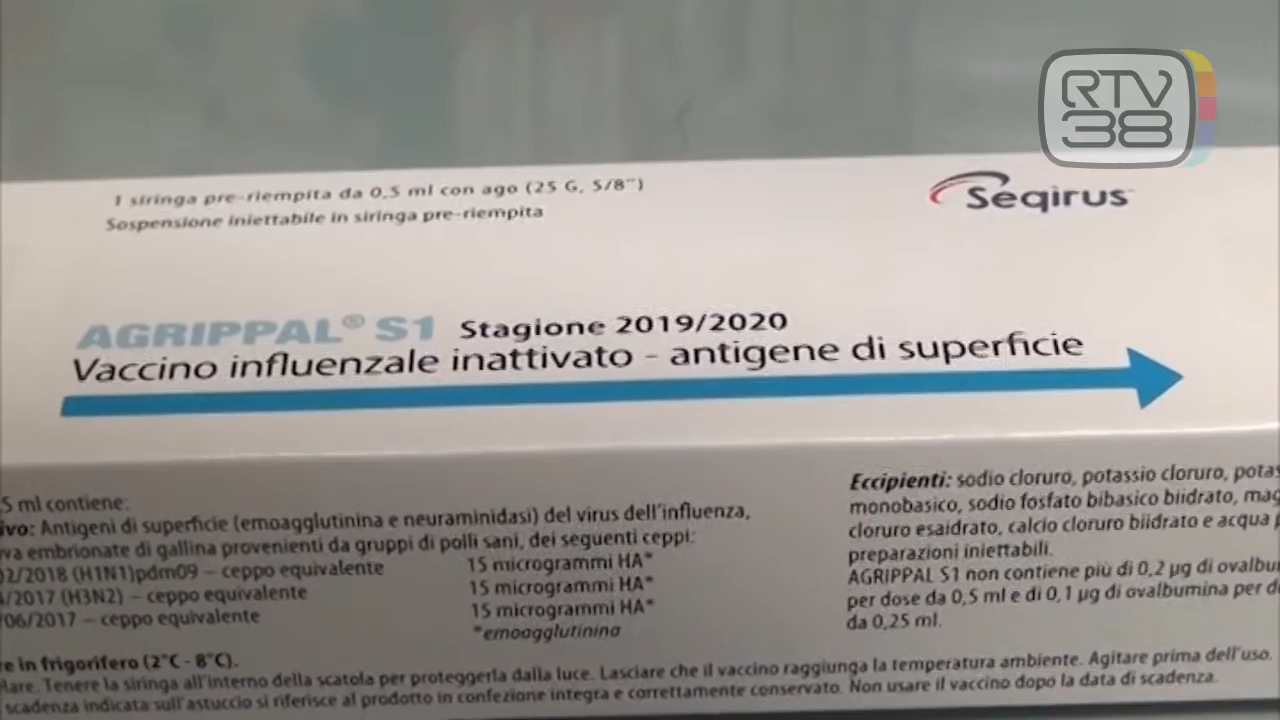 RTV
38
1 siringa pre-riempita da 0,5 ml con ago (25 G, 5/8")
Sospensione iniettabile in siringa pre-riempita
Seqirus
AGRIPPAL® S1 Stagione 2019/2020
Vaccino influenzale inattivato - antigene di superficie
5 ml contiene:
ivo: Antigeni di superficie (emoagglutinina e neuraminidasi) del virus dell'influenza,
va embrionate di gallina provenienti da gruppi di polli sani, dei seguenti ceppi:
02/2018 (H1N1)pdm09 – ceppo equivalente 15 microgrammi HA*
/2017 (H3N2) – ceppo equivalente 15 microgrammi HA*
/06/2017 – ceppo equivalente 15 microgrammi HA*
*emoagglutinina
Eccipienti: sodio cloruro, potassio cloruro, potas
monobasico, sodio fosfato bibasico biidrato, mag
cloruro esaidrato, calcio cloruro biidrato e acqua p
preparazioni iniettabili.
AGRIPPAL S1 non contiene più di 0,2 µg di ovalbu
per dose da 0,5 ml e di 0,1 µg di ovalbumina per d
da 0,25 ml.
re in frigorifero (2°C - 8°C).
lare. Tenere la siringa all'interno della scatola per proteggerla dalla luce. Lasciare che il vaccino raggiunga la temperatura ambiente. Agitare prima dell'uso.
scadenza indicata sull'astuccio si riferisce al prodotto in confezione integra e correttamente conservato. Non usare il vaccino dopo la data di scadenza.